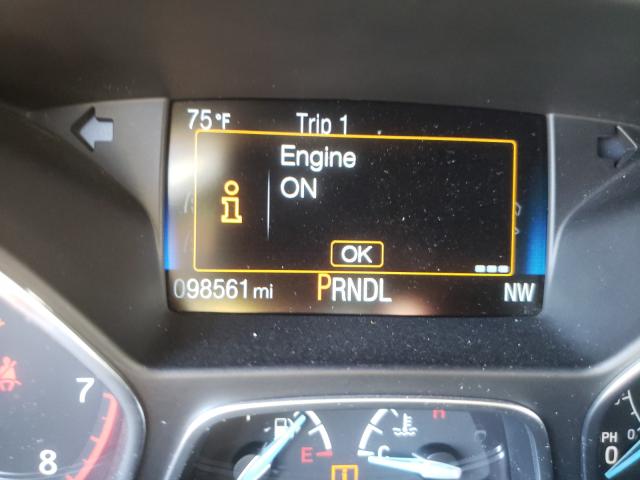 75°F Trip 1
Engine
ON
i
OK
098561 mi PRNDL NW
7
8
E
C
H
PH
0